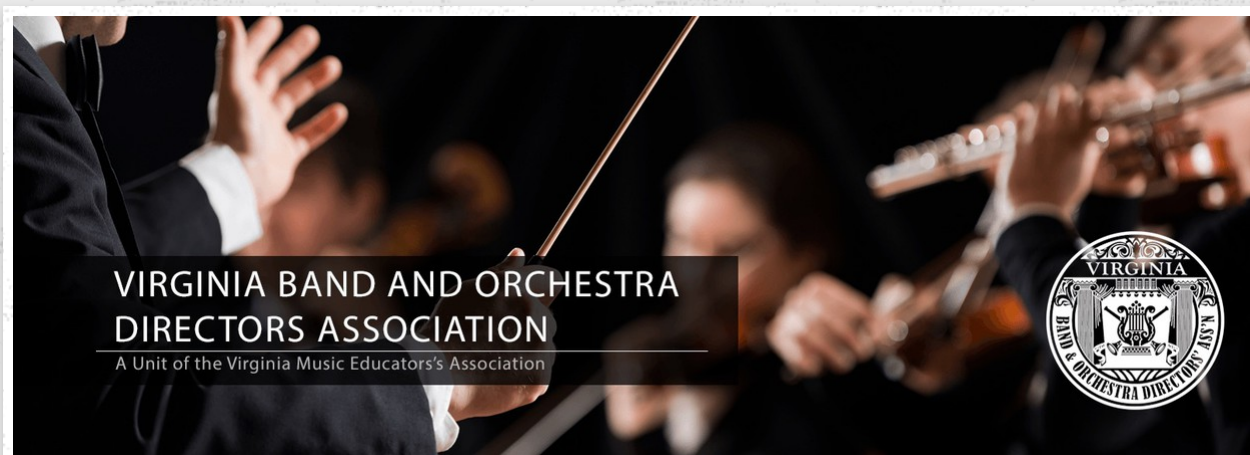 VIRGINIA BAND AND ORCHESTRA
DIRECTORS ASSOCIATION
A Unit of the Virginia Music Educators's Association
VIRGINIA
BAND & ORCHESTRA DIRECTORS' ASS'N